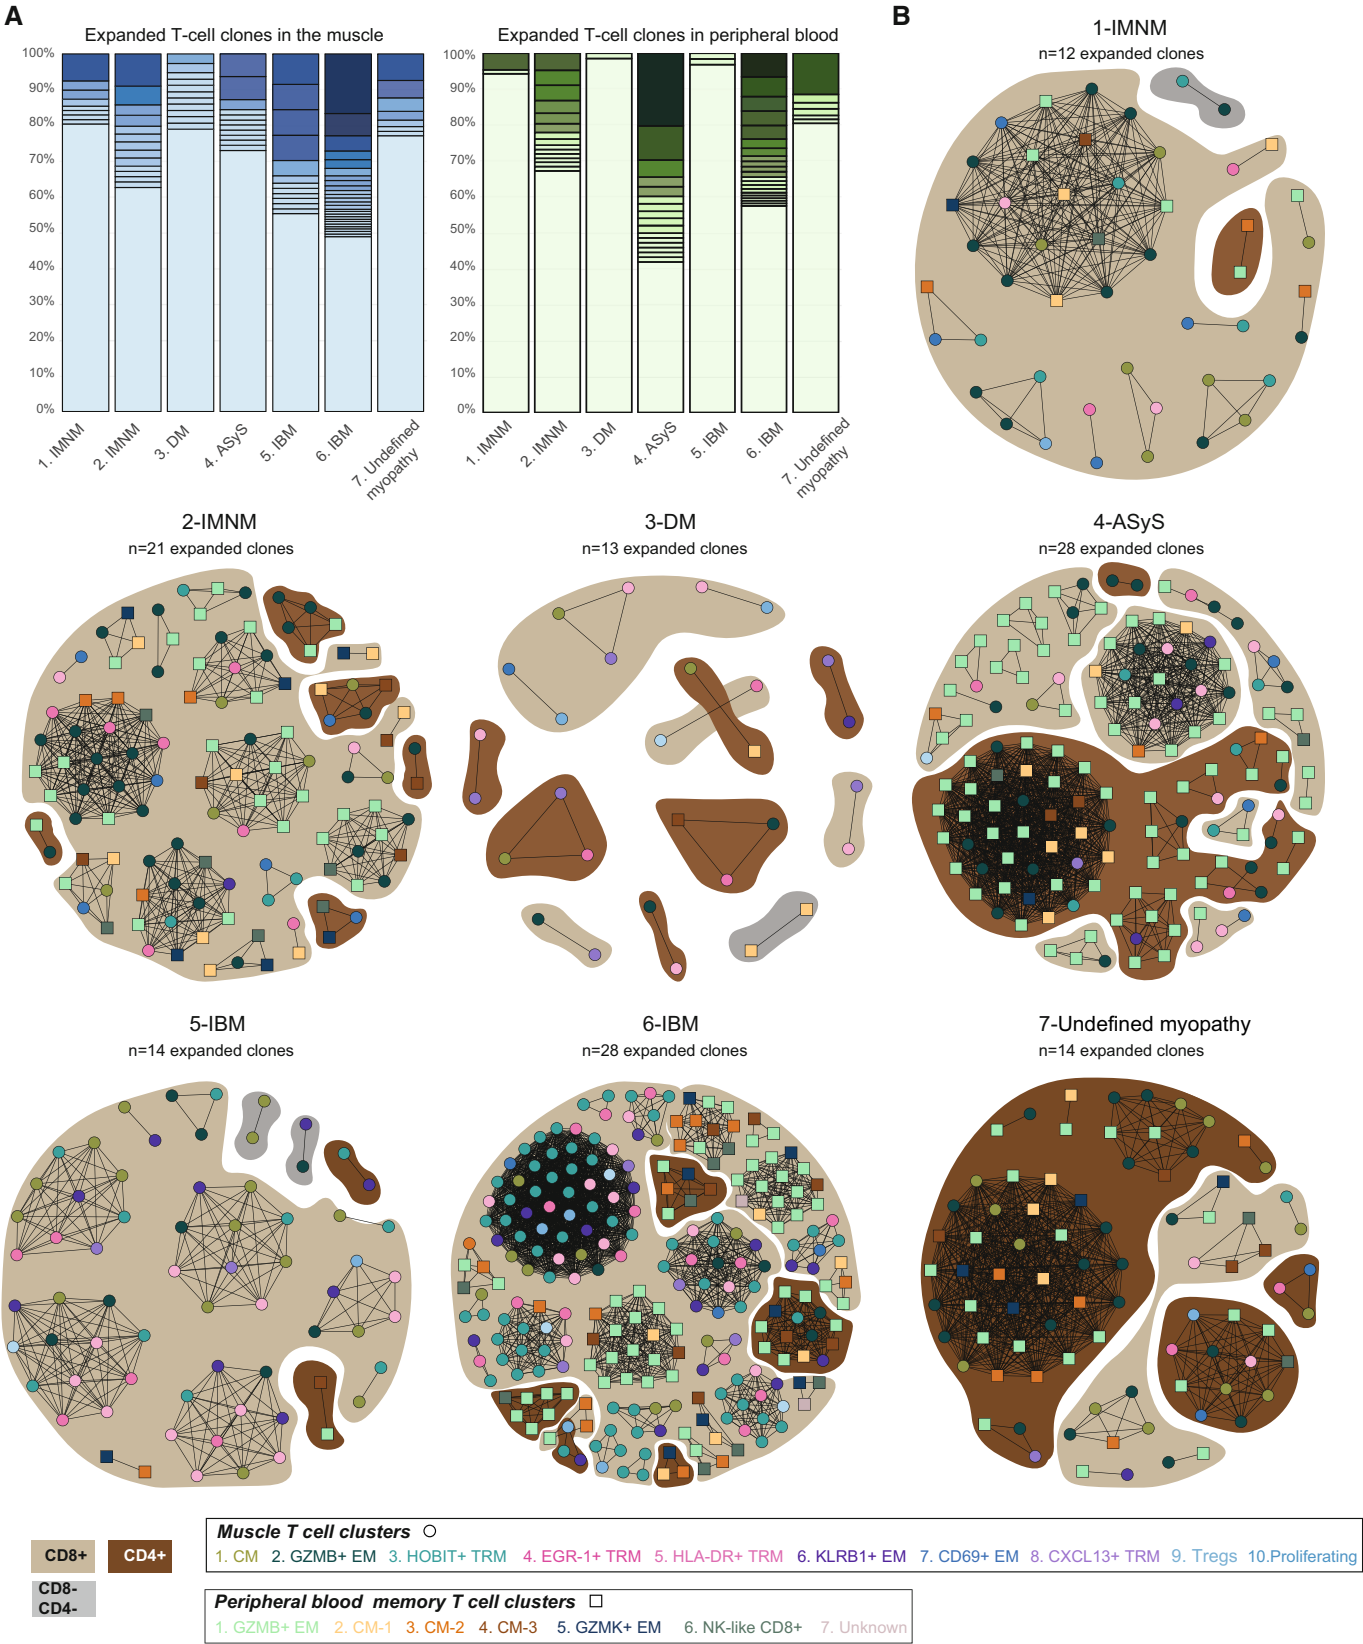 A
B
Expanded T-cell clones in the muscle
100%
90%
80%
70%
60%
50%
40%
30%
20%
10%
0%
1. IMNM
2. IMNM
3. DM
4. ASyS
5. IBM
6. IBM
7. Undefined
myopathy
Expanded T-cell clones in peripheral blood
100%
90%
80%
70%
60%
50%
40%
30%
20%
10%
0%
1. IMNM
2. IMNM
3. DM
4. ASyS
5. IBM
6. IBM
7. Undefined
myopathy
1-IMNM
n=12 expanded clones
2-IMNM
n=21 expanded clones
3-DM
n=13 expanded clones
4-ASyS
n=28 expanded clones
5-IBM
n=14 expanded clones
6-IBM
n=28 expanded clones
7-Undefined myopathy
n=14 expanded clones
CD8+
CD4+
CD8-
CD4-
Muscle T cell clusters
1. CM 2. GZMB+ EM 3. HOBIT+ TRM 4. EGR-1+ TRM 5. HLA-DR+ TRM 6. KLRB1+ EM 7. CD69+ EM 8. CXCL13+ TRM 9. Tregs 10.Proliferating
Peripheral blood memory T cell clusters
1. GZMB+ EM 2. CM-1 3. CM-2 4. CM-3 5. GZMK+ EM 6. NK-like CD8+ 7. Unknown